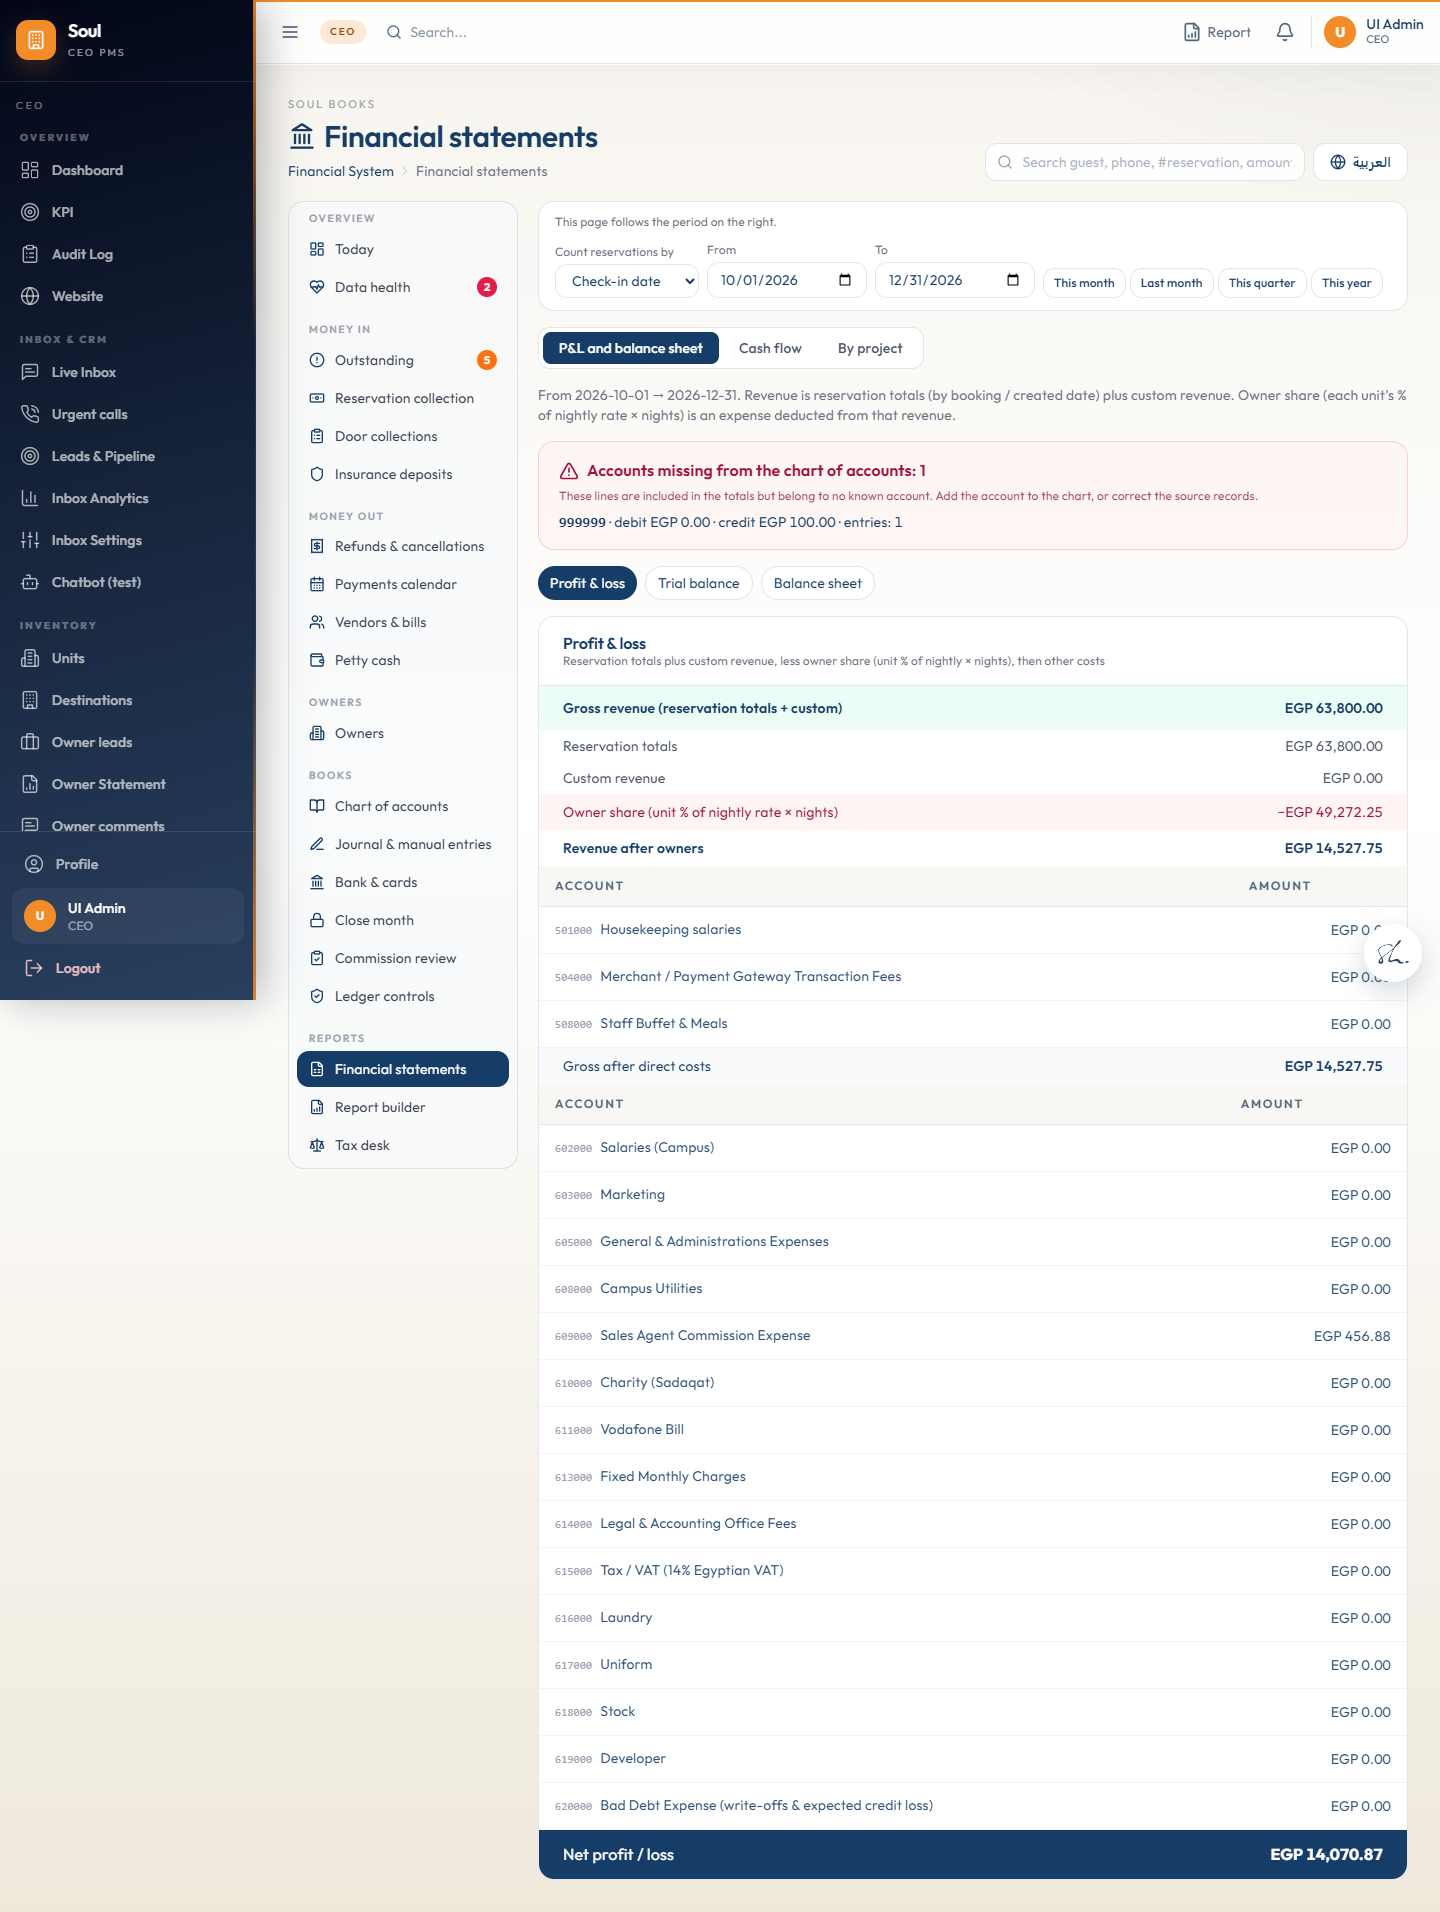 Soul
CEO PMS
CEO
OVERVIEW
Dashboard
KPI
Audit Log
Website
INBOX & CRM
Live Inbox
Urgent calls
Leads & Pipeline
Inbox Analytics
Inbox Settings
Chatbot (test)
INVENTORY
Units
Destinations
Owner leads
Owner Statement
Owner comments
Profile
U
UI Admin
CEO
Logout
CEO
Search...
Report
U
UI Admin
CEO
SOUL BOOKS
Financial statements
Financial System > Financial statements
Search guest, phone, #reservation, amoun
العربية
OVERVIEW
Today
Data health 2
MONEY IN
Outstanding 5
Reservation collection
Door collections
Insurance deposits
MONEY OUT
Refunds & cancellations
Payments calendar
Vendors & bills
Petty cash
OWNERS
Owners
BOOKS
Chart of accounts
Journal & manual entries
Bank & cards
Close month
Commission review
Ledger controls
REPORTS
Financial statements
Report builder
Tax desk
This page follows the period on the right.
Count reservations by
From
To
Check-in date
10/01/2026
12/31/2026
This month
Last month
This quarter
This year
P&L and balance sheet
Cash flow
By project
From 2026-10-01 → 2026-12-31. Revenue is reservation totals (by booking / created date) plus custom revenue. Owner share (each unit's %
of nightly rate × nights) is an expense deducted from that revenue.
Accounts missing from the chart of accounts: 1
These lines are included in the totals but belong to no known account. Add the account to the chart, or correct the source records.
999999 · debit EGP 0.00 · credit EGP 100.00 · entries: 1
Profit & loss
Trial balance
Balance sheet
Profit & loss
Reservation totals plus custom revenue, less owner share (unit % of nightly × nights), then other costs
Gross revenue (reservation totals + custom) EGP 63,800.00
Reservation totals EGP 63,800.00
Custom revenue EGP 0.00
Owner share (unit % of nightly rate × nights) −EGP 49,272.25
Revenue after owners EGP 14,527.75
ACCOUNT AMOUNT
501000 Housekeeping salaries EGP
504000 Merchant / Payment Gateway Transaction Fees EGP
508000 Staff Buffet & Meals EGP 0.00
Gross after direct costs EGP 14,527.75
ACCOUNT AMOUNT
602000 Salaries (Campus) EGP 0.00
603000 Marketing EGP 0.00
605000 General & Administrations Expenses EGP 0.00
608000 Campus Utilities EGP 0.00
609000 Sales Agent Commission Expense EGP 456.88
610000 Charity (Sadaqat) EGP 0.00
611000 Vodafone Bill EGP 0.00
613000 Fixed Monthly Charges EGP 0.00
614000 Legal & Accounting Office Fees EGP 0.00
615000 Tax / VAT (14% Egyptian VAT) EGP 0.00
616000 Laundry EGP 0.00
617000 Uniform EGP 0.00
618000 Stock EGP 0.00
619000 Developer EGP 0.00
620000 Bad Debt Expense (write-offs & expected credit loss) EGP 0.00
Net profit / loss EGP 14,070.87